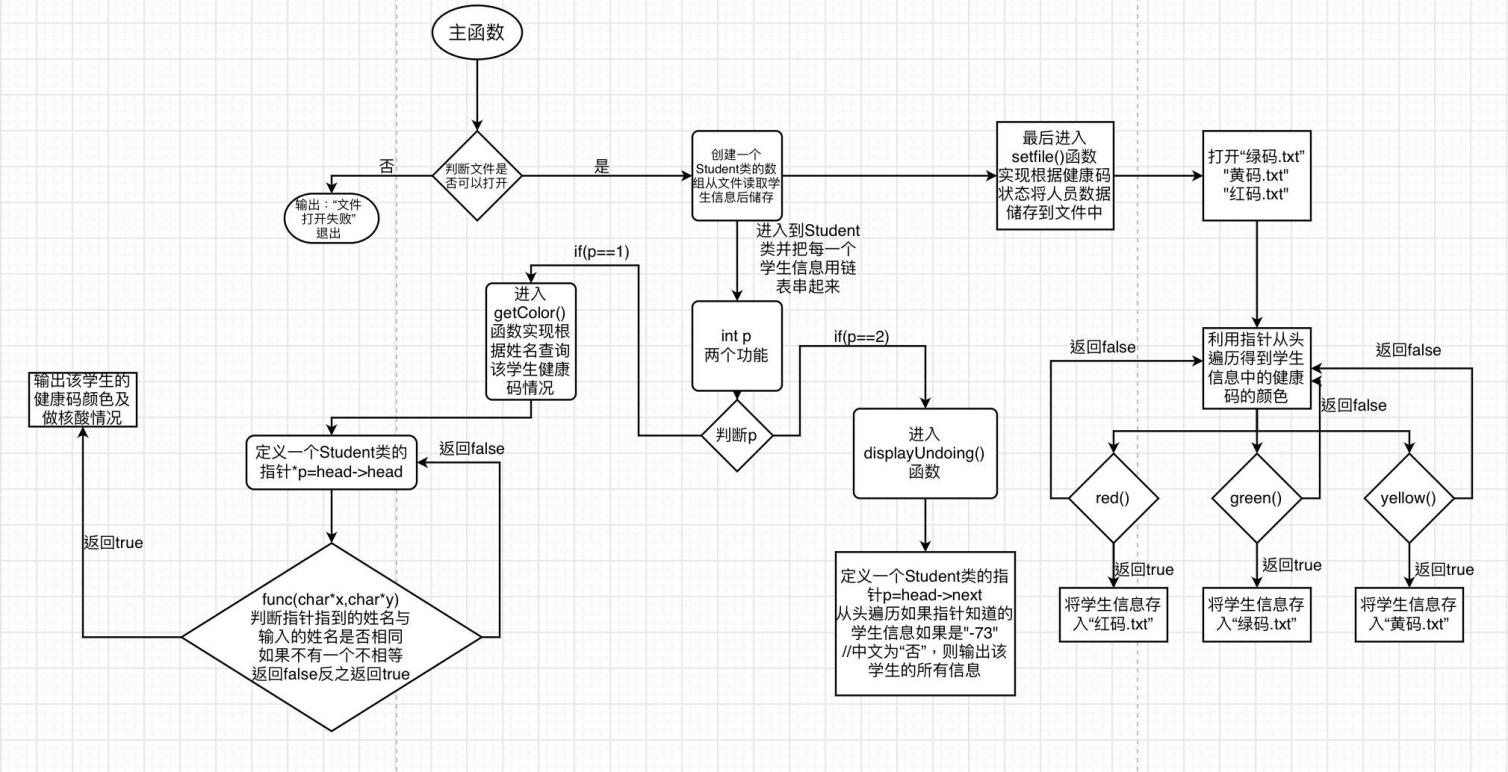 主函数
判断文件是
否可以打开
否
是
输出：“文件
打开失败”
退出
创建一个
Student类的数
组从文件读取学
生信息后储存
最后进入
setfile()函数
实现根据健康码
状态将人员数据
储存到文件中
打开“绿码.txt”
"黄码.txt"
"红码.txt"
进入到Student
类并把每一个
学生信息用链
表串起来
if(p==1)
进入
getColor()
函数实现根
据姓名查询
该学生健康
码情况
int p
两个功能
if(p==2)
判断p
进入
displayUndoing()
函数
利用指针从头
遍历得到学生
信息中的健康
码的颜色
返回false
返回false
返回false
输出该学生的
健康码颜色及
做核酸情况
定义一个Student类的
指针*p=head->head
返回false
返回true
func(char*x,char*y)
判断指针指到的姓名与
输入的姓名是否相同
如果不有一个不相等
返回false反之返回true
定义一个Student类的指
针p=head->next
从头遍历如果指针知道的
学生信息如果是"-73"
//中文为“否”，则输出该
学生的所有信息
red()
green()
yellow()
返回true
返回true
返回true
将学生信息存
入“红码.txt”
将学生信息存
入“绿码.txt”
将学生信息存
入“黄码.txt”